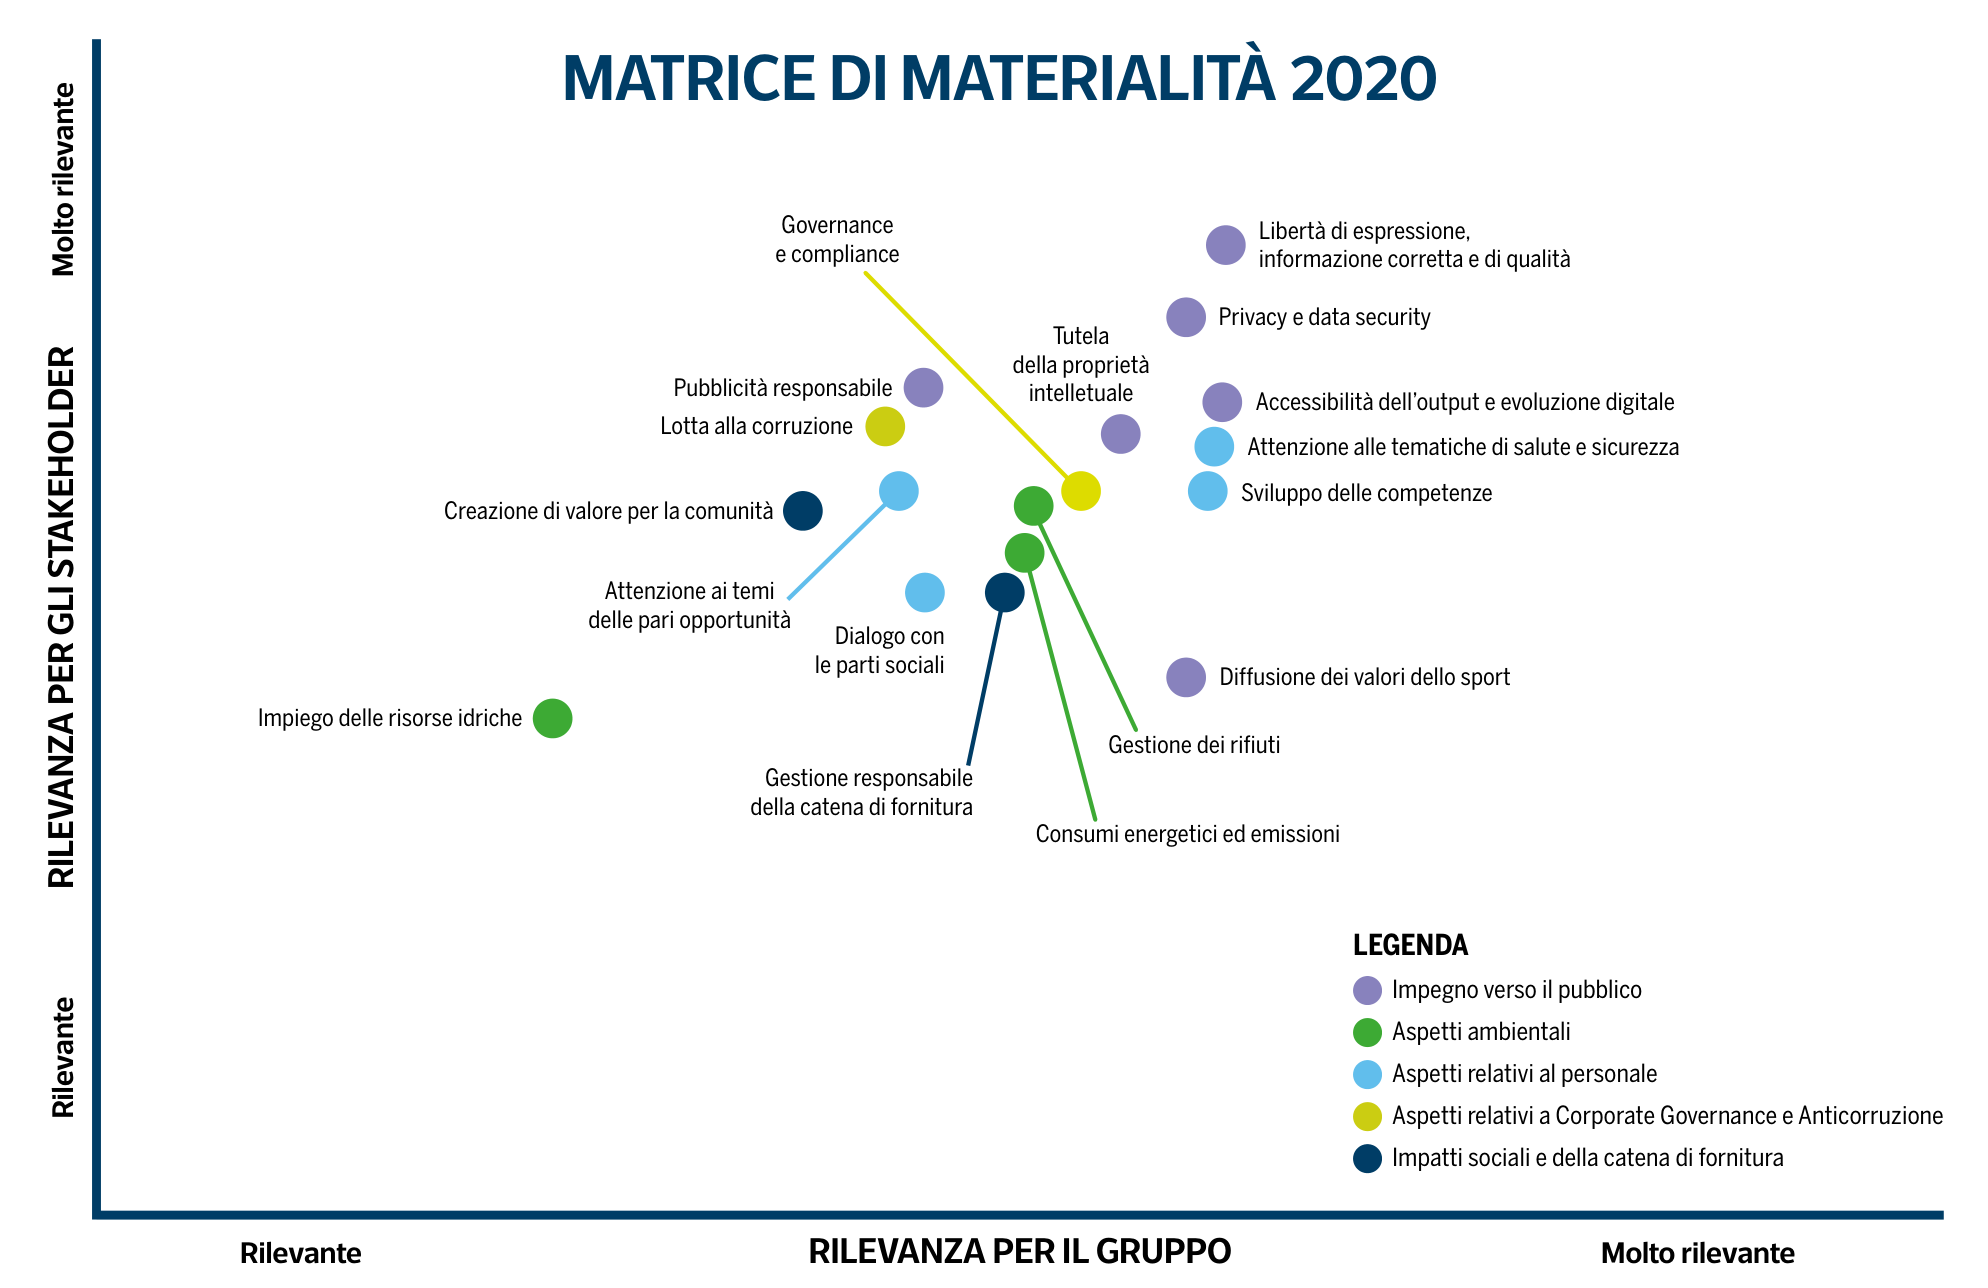 MATRICE DI MATERIALITÀ 2020
Molto rilevante
RILEVANZA PER GLI STAKEHOLDER
Rilevante
Governance
e compliance
Libertà di espressione,
informazione corretta e di qualità
Privacy e data security
Tutela
della proprietà
intelletuale
Pubblicità responsabile
Lotta alla corruzione
Accessibilità dell'output e evoluzione digitale
Attenzione alle tematiche di salute e sicurezza
Sviluppo delle competenze
Creazione di valore per la comunità
Attenzione ai temi
delle pari opportunità
Dialogo con
le parti sociali
Diffusione dei valori dello sport
Impiego delle risorse idriche
Gestione dei rifiuti
Gestione responsabile
della catena di fornitura
Consumi energetici ed emissioni
LEGENDA
Impegno verso il pubblico
Aspetti ambientali
Aspetti relativi al personale
Aspetti relativi a Corporate Governance e Anticorruzione
Impatti sociali e della catena di fornitura
Rilevante
RILEVANZA PER IL GRUPPO
Molto rilevante